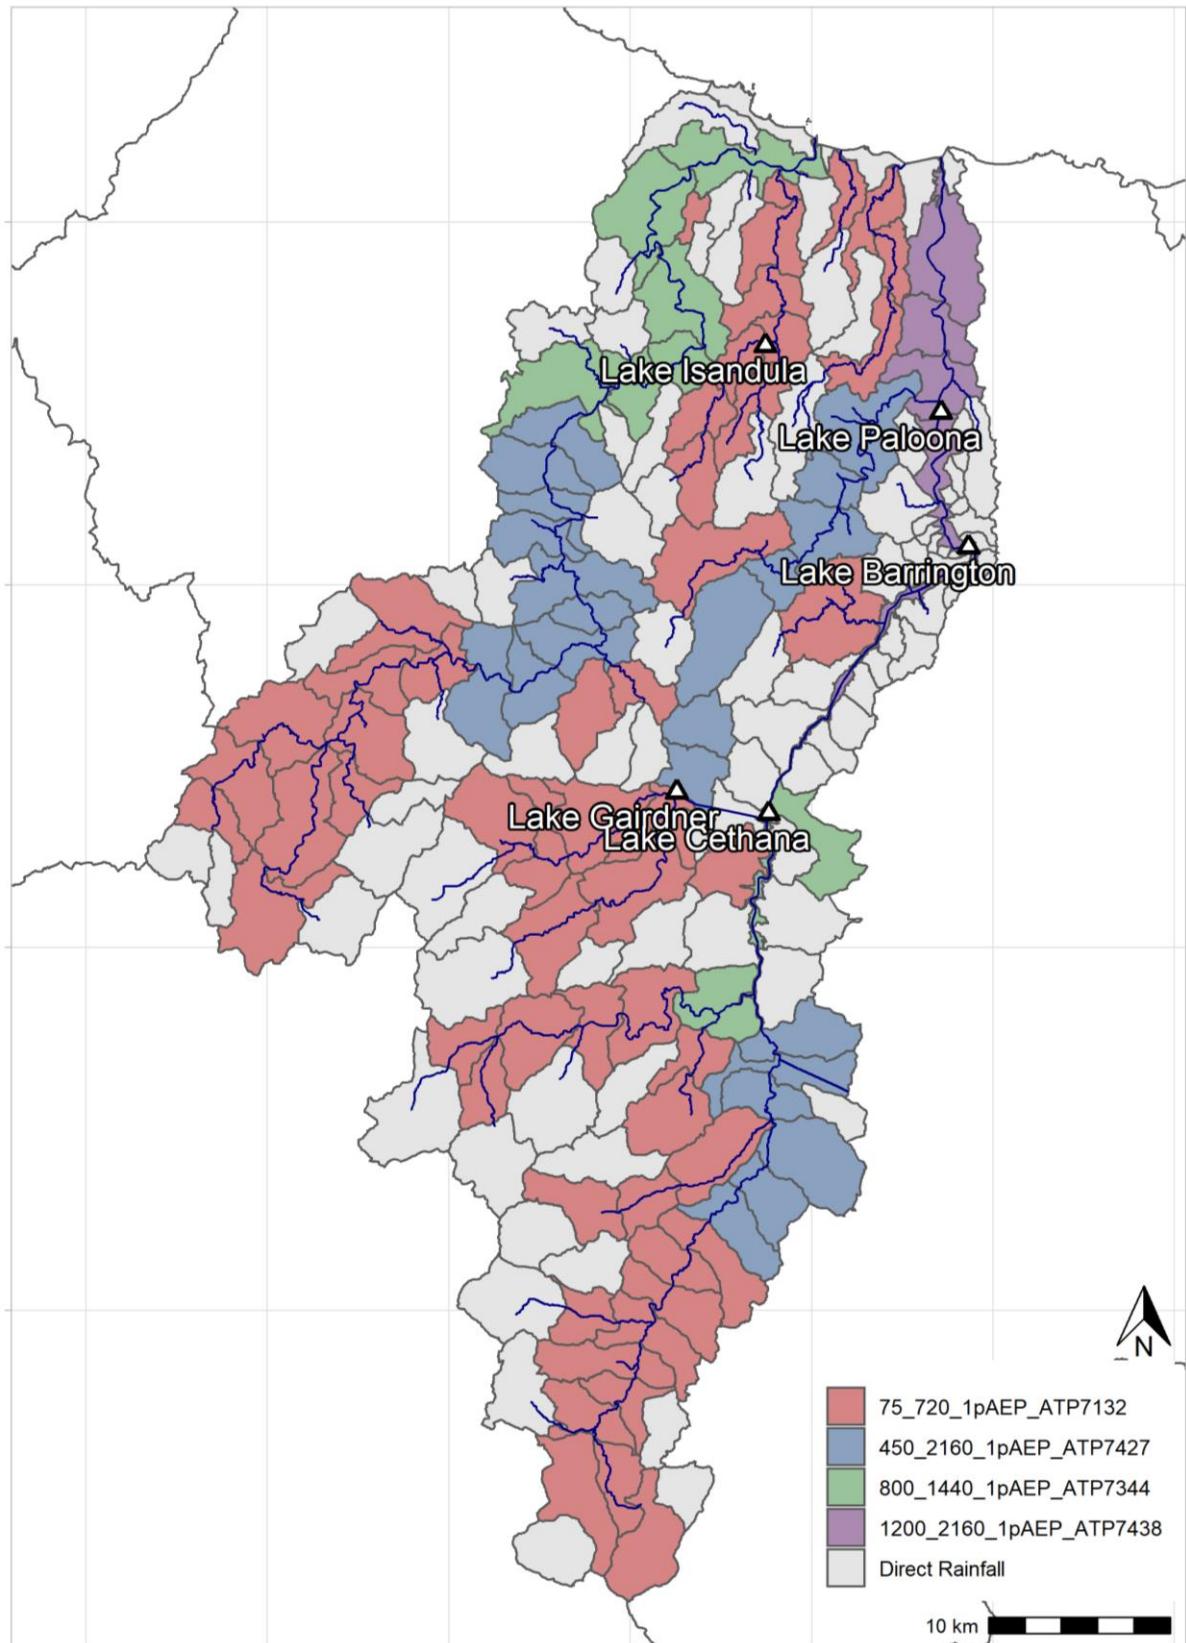 Lake Isandula
Lake Paloona
Lake Barrington
Lake Gairdner
Lake Cethana
N
75_720_1pAEP_ATP7132
450_2160_1pAEP_ATP7427
800_1440_1pAEP_ATP7344
1200_2160_1pAEP_ATP7438
Direct Rainfall
10 km